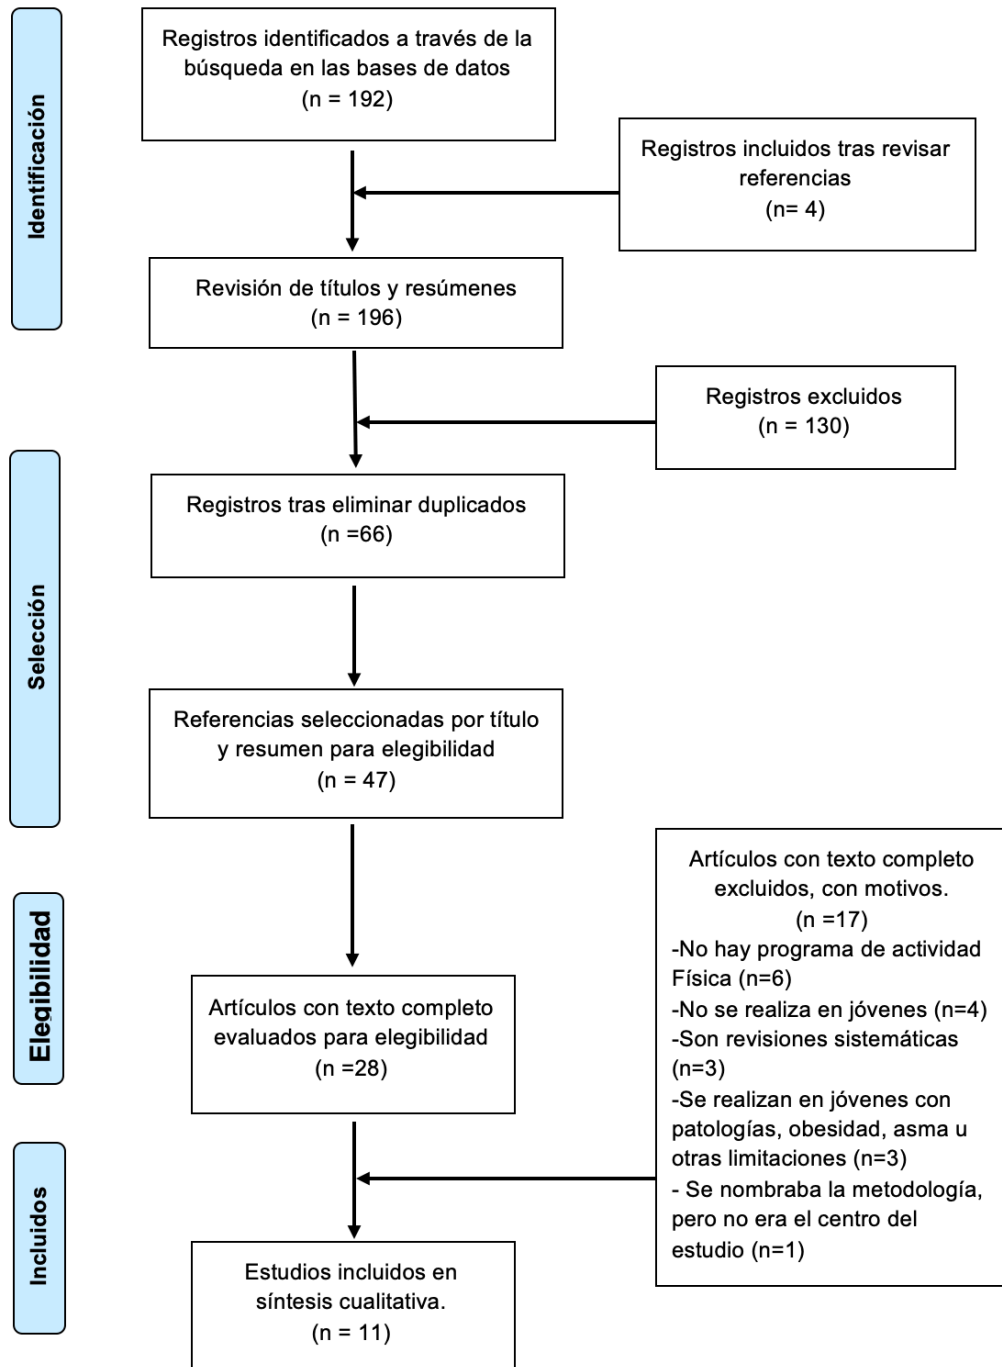 Identificación
Registros identificados a través de la
búsqueda en las bases de datos
(n = 192)
Registros incluidos tras revisar
referencias
(n= 4)
Revisión de títulos y resúmenes
(n = 196)
Registros excluidos
(n = 130)
Selección
Registros tras eliminar duplicados
(n =66)
Referencias seleccionadas por título
y resumen para elegibilidad
(n = 47)
Elegibilidad
Artículos con texto completo
evaluados para elegibilidad
(n =28)
Artículos con texto completo
excluidos, con motivos.
(n =17)
-No hay programa de actividad
Física (n=6)
-No se realiza en jóvenes (n=4)
-Son revisiones sistemáticas
(n=3)
-Se realizan en jóvenes con
patologías, obesidad, asma u
otras limitaciones (n=3)
- Se nombraba la metodología,
pero no era el centro del
estudio (n=1)
Incluidos
Estudios incluidos en
síntesis cualitativa.
(n = 11)